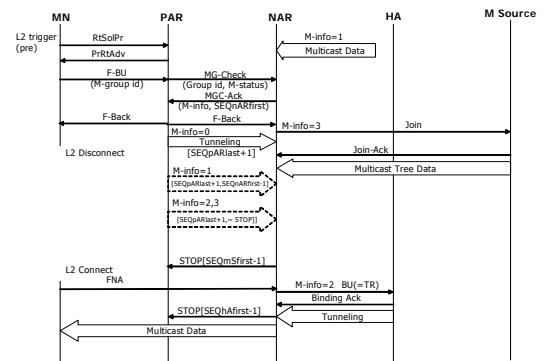 MN PAR NAR HA M Source
L2 trigger
(pre)
RtSolPr
PrRtAdv
M-info=1
Multicast Data
F-BU
(M-group id)
MG-Check
(Group id, M-status)
MGC-Ack
(M-info, SEQnARfirst)
F-Back
F-Back
M-info=0
Tunneling
[SEQpARlast+1]
M-info=3
Join
L2 Disconnect
Join-Ack
Multicast Tree Data
M-info=1
[SEQpARlast+1,SEQnARfirst-1]
M-info=2,3
[SEQpARlast+1,~ STOP]]
STOP[SEQmSfirst-1]
L2 Connect
FNA
M-info=2 BU(=TR)
Binding Ack
STOP[SEQhAfirst-1]
Tunneling
Multicast Data